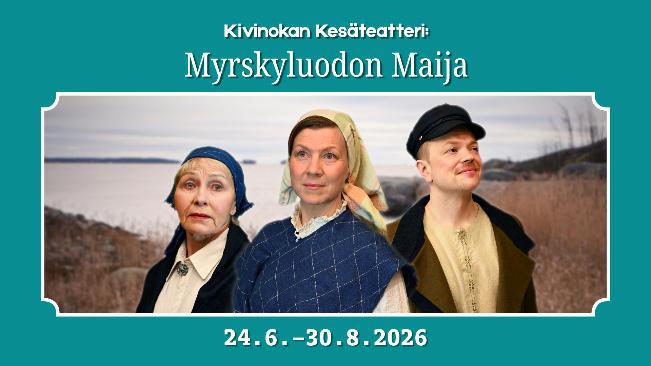 Kivinokan Kesäteatteri:
Myrskyluodon Maija
24.6.–30.8.2026